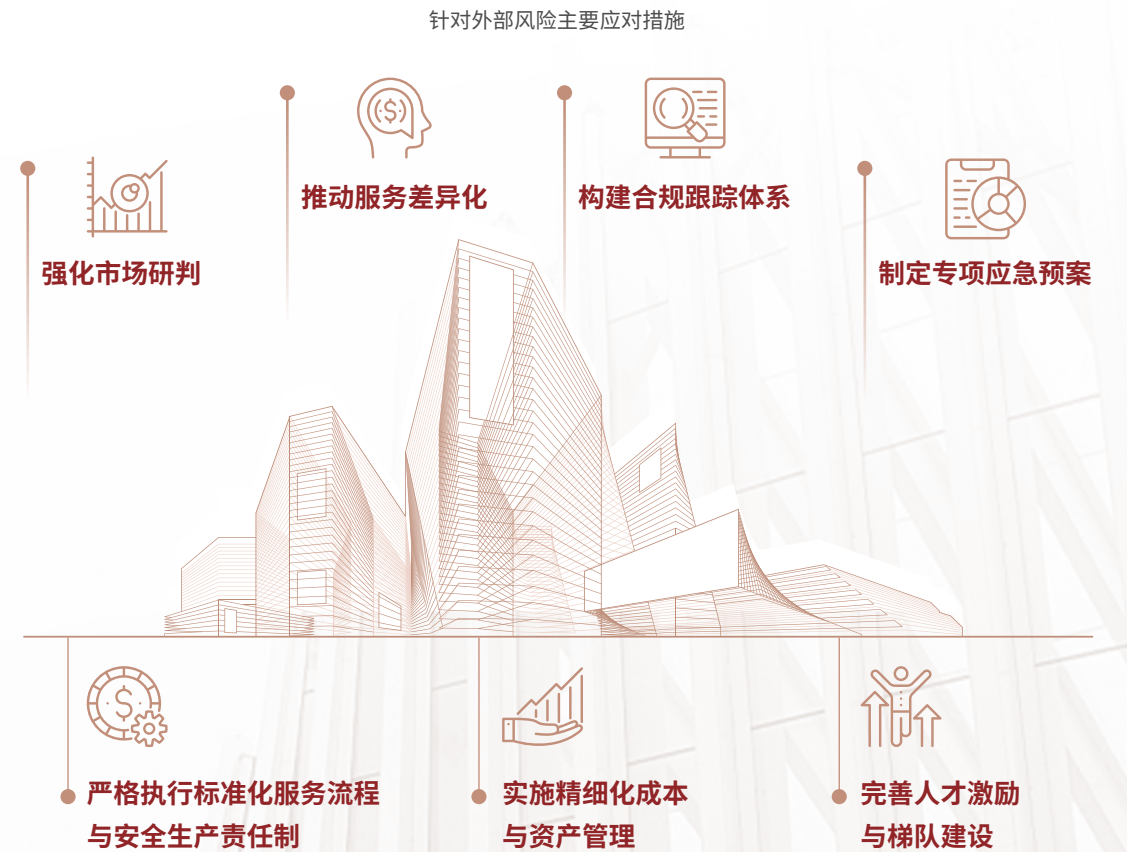 针对外部风险主要应对措施
推动服务差异化
构建合规跟踪体系
强化市场研判
制定专项应急预案
严格执行标准化服务流程
与安全生产责任制
实施精细化成本
与资产管理
完善人才激励
与梯队建设